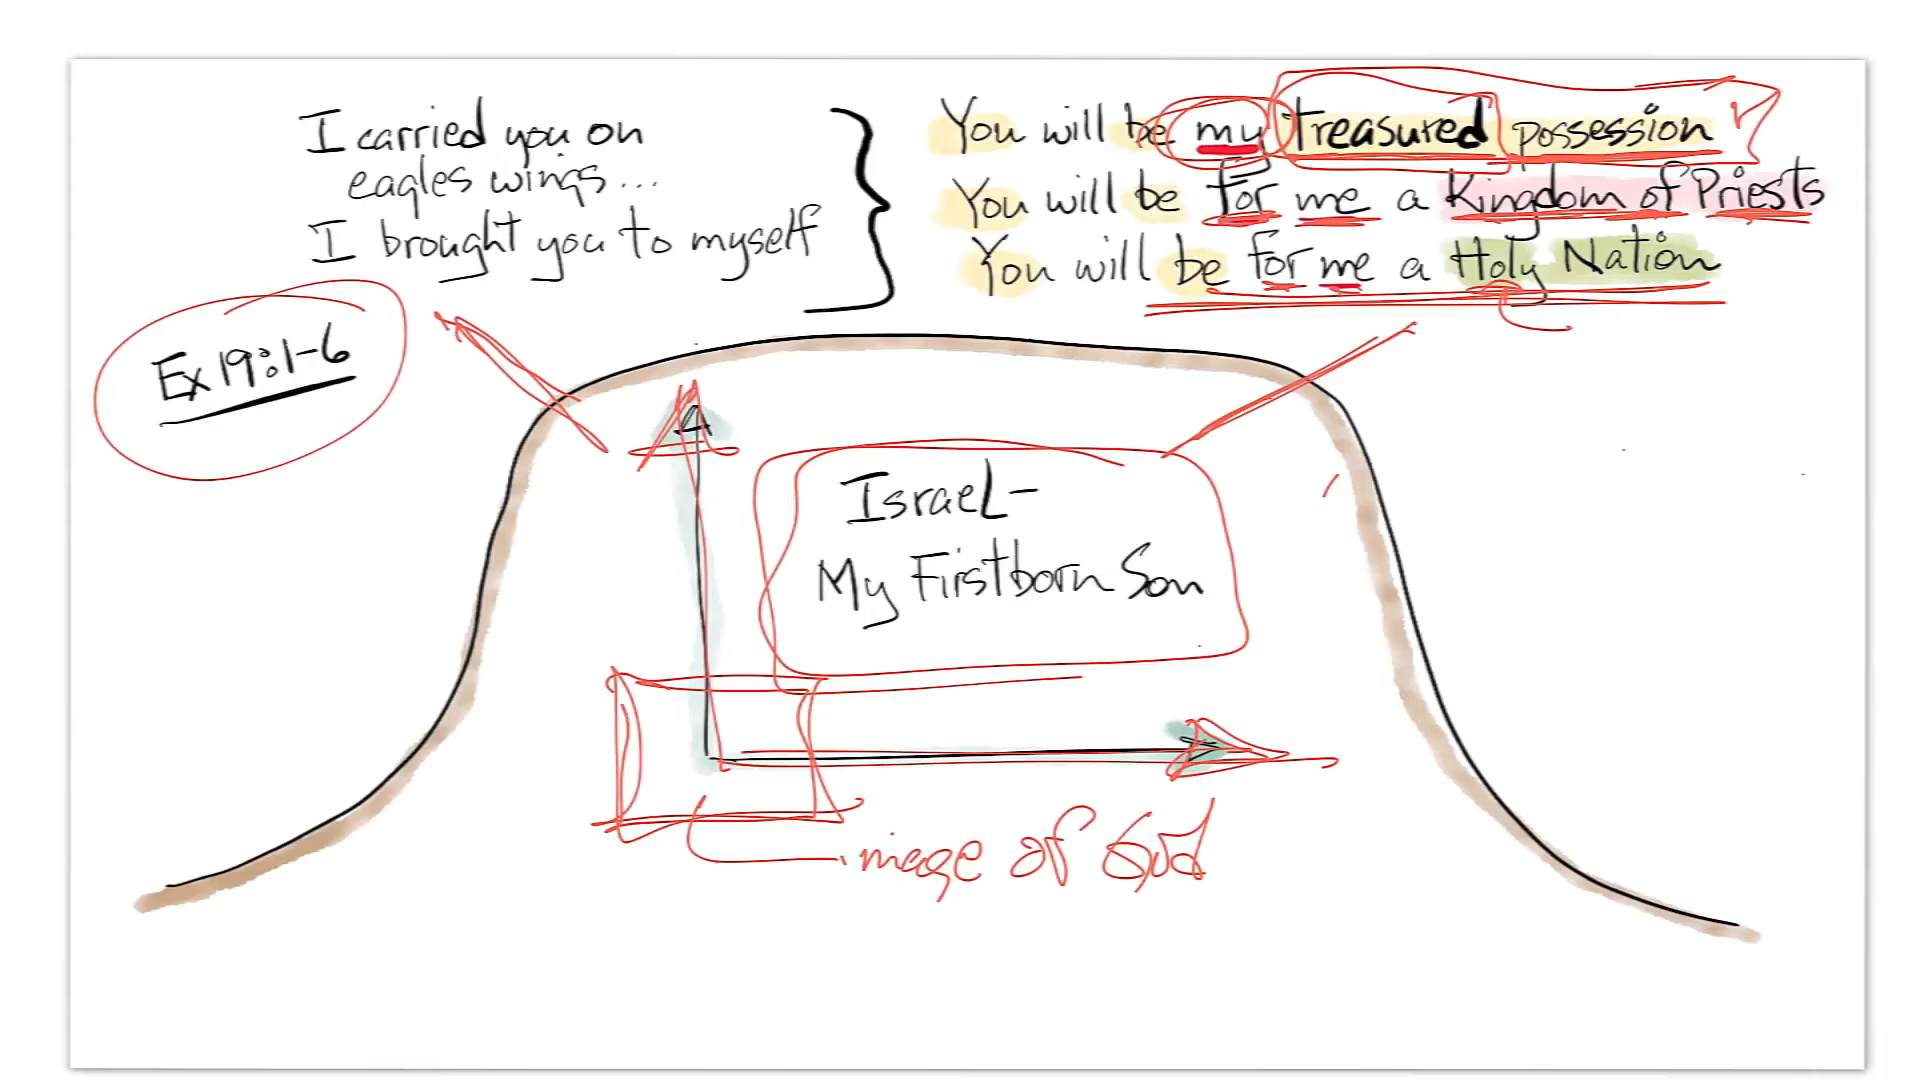 I carried you on
eagles wings...
I brought you to myself
You will be my Treasured possession
You will be for me a Kingdom of Priests
You will be for me a Holy Nation
Ex 19:1-6
Israel-
My Firstborn Son
image of God